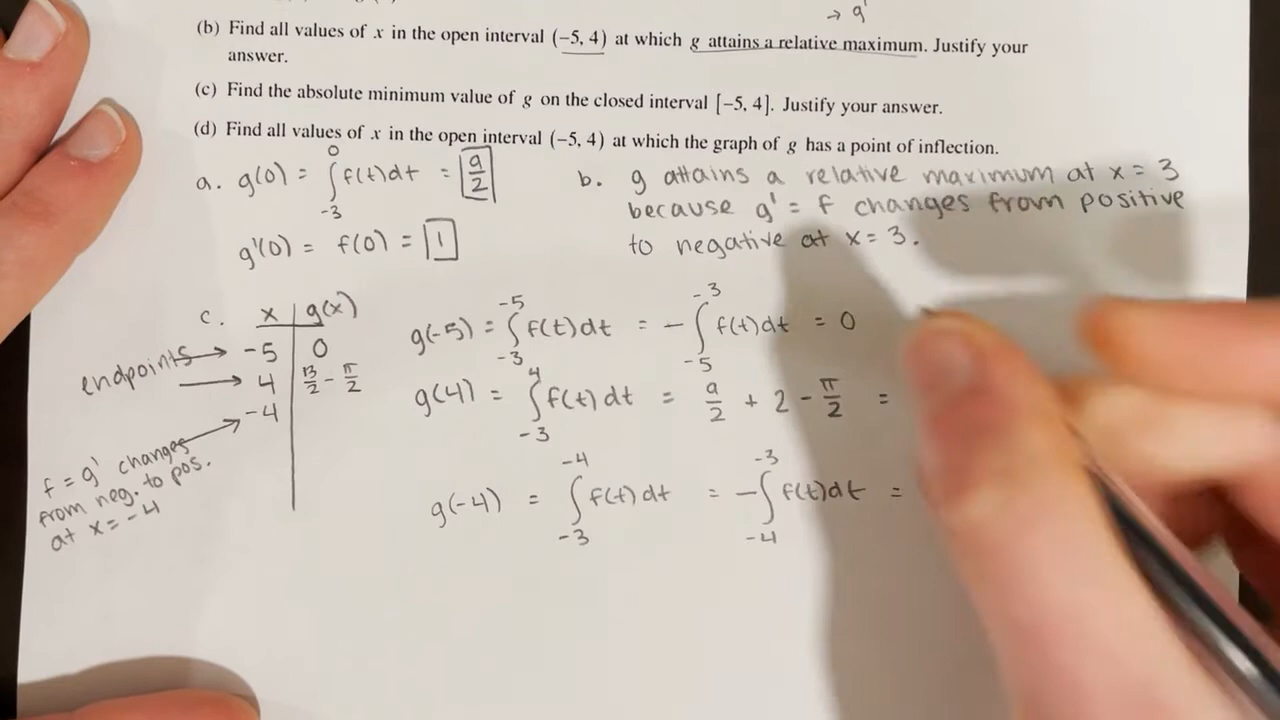 → g'
(b) Find all values of x in the open interval (−5, 4) at which g attains a relative maximum. Justify your
answer.
(c) Find the absolute minimum value of g on the closed interval [−5, 4]. Justify your answer.
(d) Find all values of x in the open interval (−5, 4) at which the graph of g has a point of inflection.
a. g(0) = ∫_{-3}^{0} f(t)dt = 9/2
g'(0) = f(0) = 1
b. g attains a relative maximum at x = 3
because g' = f changes from positive
to negative at x = 3.
c. x | g(x)
endpoints → -5 | 0
→ 4 | 13/2 - π/2
→ -4
f = g' changes
from neg. to pos.
at x = -4
g(-5) = ∫_{-3}^{-5} f(t)dt = -∫_{-5}^{-3} f(t)dt = 0
g(4) = ∫_{-3}^{4} f(t)dt = 9/2 + 2 - π/2 =
g(-4) = ∫_{-3}^{-4} f(t)dt = -∫_{-4}^{-3} f(t)dt =